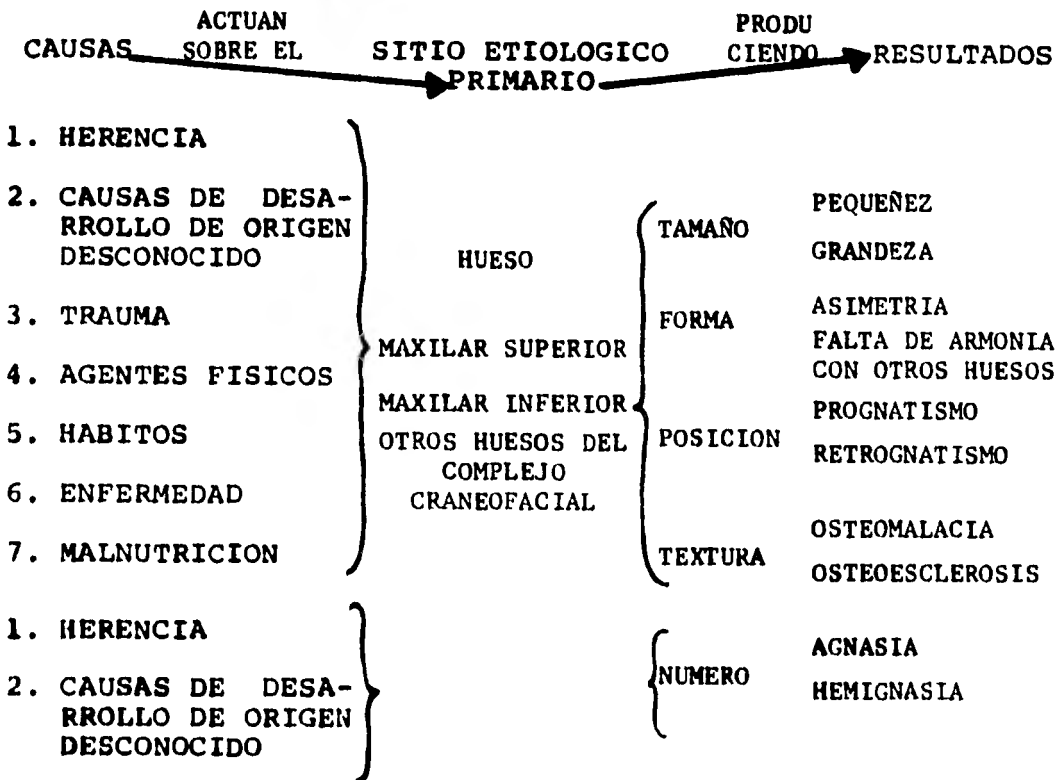 ACTUAN
SOBRE EL
PRODU
CIENDO
CAUSAS
SITIO ETIOLOGICO
PRIMARIO
RESULTADOS
1. HERENCIA
2. CAUSAS DE DESA-
RROLLO DE ORIGEN
DESCONOCIDO
3. TRAUMA
4. AGENTES FISICOS
5. HABITOS
6. ENFERMEDAD
7. MALNUTRICION
HUESO
MAXILAR SUPERIOR
MAXILAR INFERIOR
OTROS HUESOS DEL
COMPLEJO
CRANEOFACIAL
TAMAÑO
PEQUEÑEZ
GRANDEZA
FORMA
ASIMETRIA
FALTA DE ARMONIA
CON OTROS HUESOS
POSICION
PROGNATISMO
RETROGNATISMO
TEXTURA
OSTEOMALACIA
OSTEOESCLEROSIS
1. HERENCIA
2. CAUSAS DE DESA-
RROLLO DE ORIGEN
DESCONOCIDO
NUMERO
AGNASIA
HEMIGNASIA